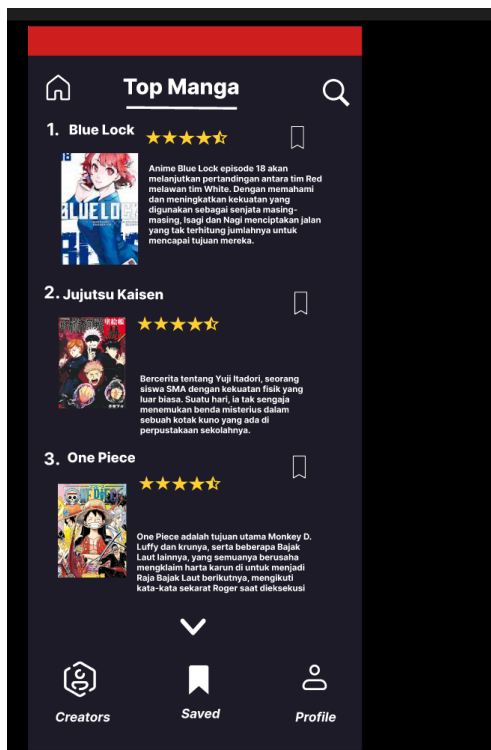 Top Manga
1. Blue Lock
Anime Blue Lock episode 18 akan
melanjutkan pertandingan antara tim Red
melawan tim White. Dengan memahami
dan meningkatkan kekuatan yang
digunakan sebagai senjata masing-
masing, Isagi dan Nagi menciptakan jalan
yang tak terhitung jumlahnya untuk
mencapai tujuan mereka.
18
BLUELOCK
2. Jujutsu Kaisen
Bercerita tentang Yuji Itadori, seorang
siswa SMA dengan kekuatan fisik yang
luar biasa. Suatu hari, ia tak sengaja
menemukan benda misterius dalam
sebuah kotak kuno yang ada di
perpustakaan sekolahnya.
3. One Piece
One Piece adalah tujuan utama Monkey D.
Luffy dan krunya, serta beberapa Bajak
Laut lainnya, yang semuanya berusaha
mengklaim harta karun di untuk menjadi
Raja Bajak Laut berikutnya, mengikuti
kata-kata sekarat Roger saat dieksekusi
Creators
Saved
Profile